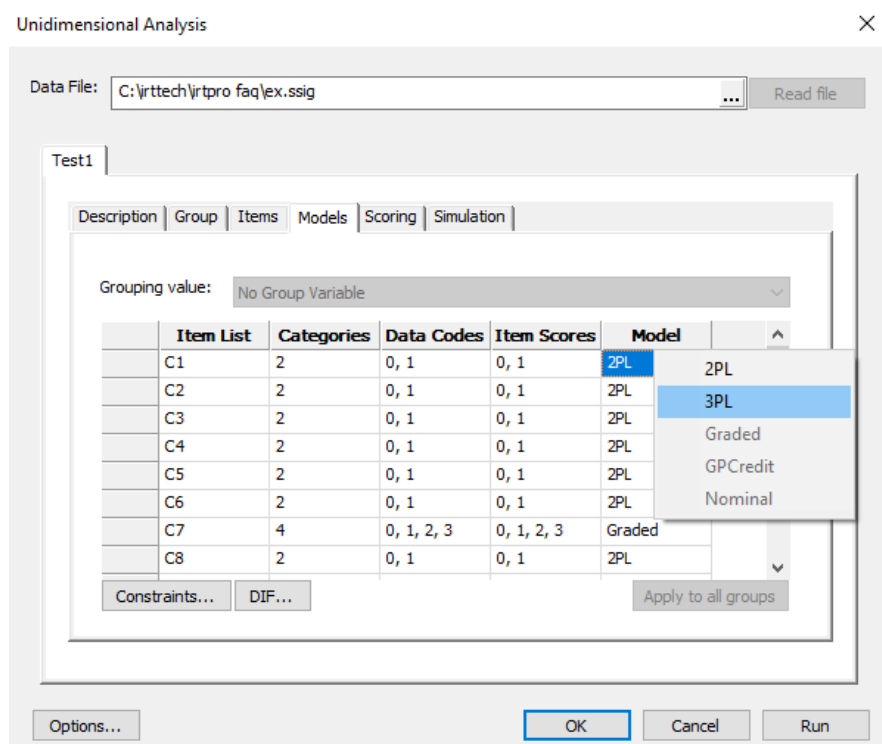 Unidimensional Analysis
Data File: C:\irttech\irtpro faq\ex.ssig ... Read file
Test1
Description Group Items Models Scoring Simulation
Grouping value: No Group Variable
Item List Categories Data Codes Item Scores Model
C1 2 0, 1 0, 1 2PL
C2 2 0, 1 0, 1 2PL
C3 2 0, 1 0, 1 2PL
C4 2 0, 1 0, 1 2PL
C5 2 0, 1 0, 1 2PL
C6 2 0, 1 0, 1 2PL
C7 4 0, 1, 2, 3 0, 1, 2, 3 Graded
C8 2 0, 1 0, 1 2PL
2PL
3PL
Graded
GPCredit
Nominal
Constraints... DIF... Apply to all groups
Options... OK Cancel Run